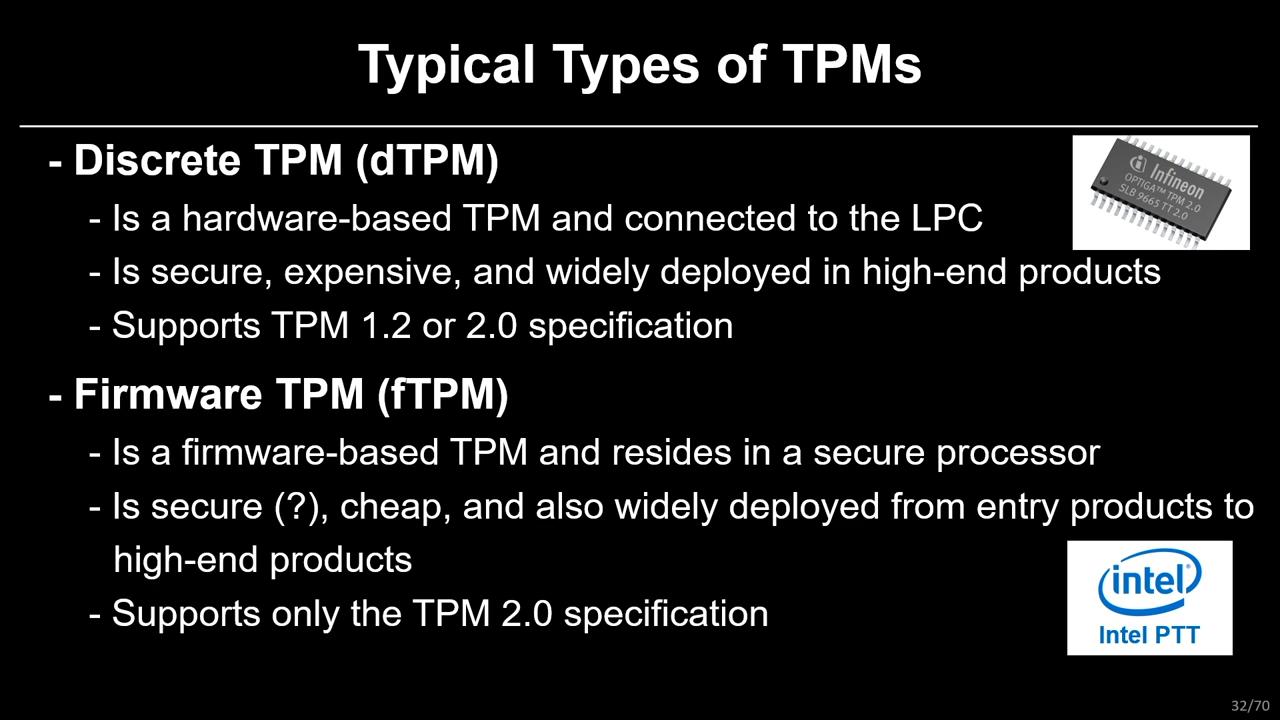 Typical Types of TPMs
- Discrete TPM (dTPM)
Infineon
OPTIGA™ TPM 2.0
SLB 9665 TT 2.0
- Is a hardware-based TPM and connected to the LPC
- Is secure, expensive, and widely deployed in high-end products
- Supports TPM 1.2 or 2.0 specification
- Firmware TPM (fTPM)
- Is a firmware-based TPM and resides in a secure processor
- Is secure (?), cheap, and also widely deployed from entry products to
high-end products
- Supports only the TPM 2.0 specification
intel
Intel PTT
32/70